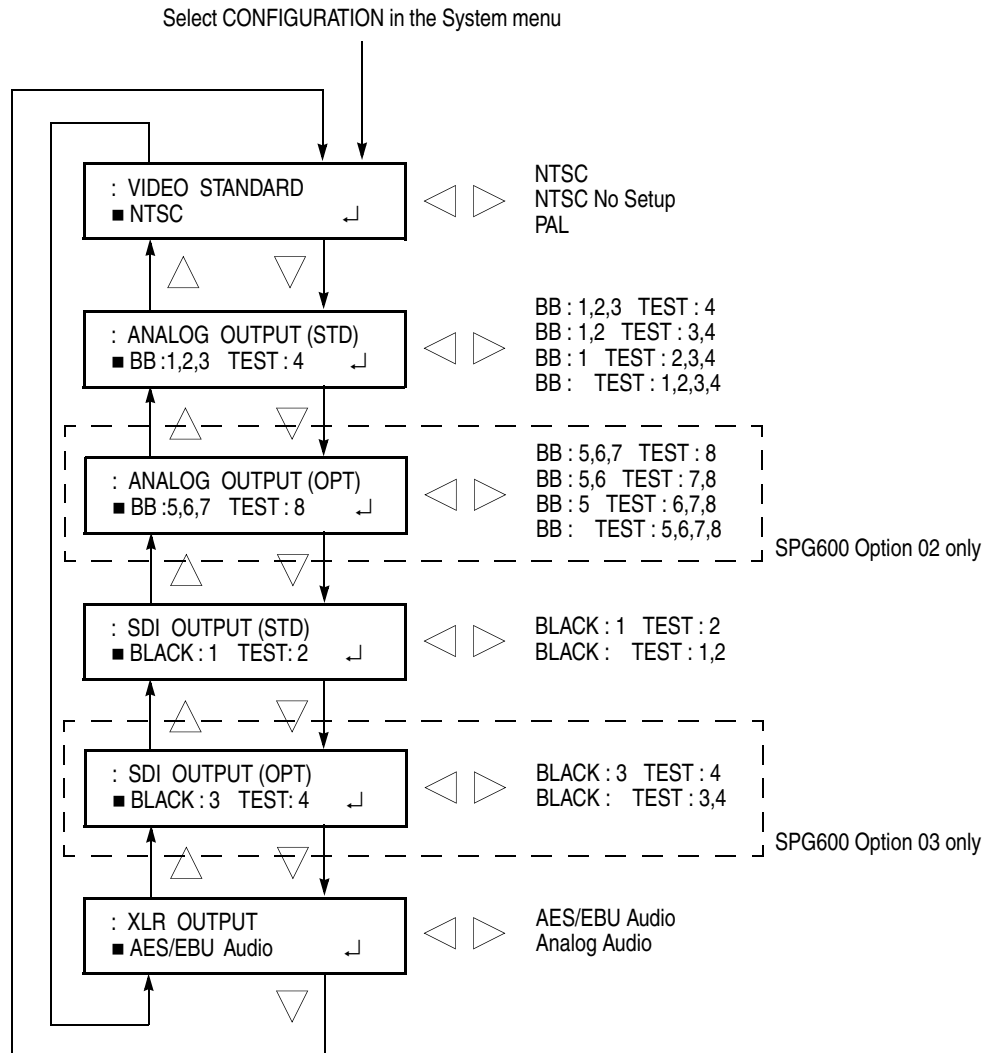 Select CONFIGURATION in the System menu
: VIDEO STANDARD
■ NTSC ↵
NTSC
NTSC No Setup
PAL
: ANALOG OUTPUT (STD)
■ BB :1,2,3 TEST : 4 ↵
BB : 1,2,3 TEST : 4
BB : 1,2 TEST : 3,4
BB : 1 TEST : 2,3,4
BB : TEST : 1,2,3,4
: ANALOG OUTPUT (OPT)
■ BB :5,6,7 TEST : 8 ↵
BB : 5,6,7 TEST : 8
BB : 5,6 TEST : 7,8
BB : 5 TEST : 6,7,8
BB : TEST : 5,6,7,8
SPG600 Option 02 only
: SDI OUTPUT (STD)
■ BLACK : 1 TEST: 2 ↵
BLACK : 1 TEST : 2
BLACK : TEST : 1,2
: SDI OUTPUT (OPT)
■ BLACK : 3 TEST: 4 ↵
BLACK : 3 TEST : 4
BLACK : TEST : 3,4
SPG600 Option 03 only
: XLR OUTPUT
■ AES/EBU Audio ↵
AES/EBU Audio
Analog Audio